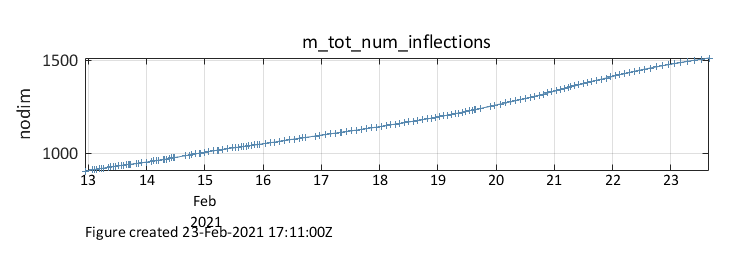 m_tot_num_inflections
1500
nodim
1000
13 14 15 16 17 18 19 20 21 22 23
Feb
2021
Figure created 23-Feb-2021 17:11:00Z